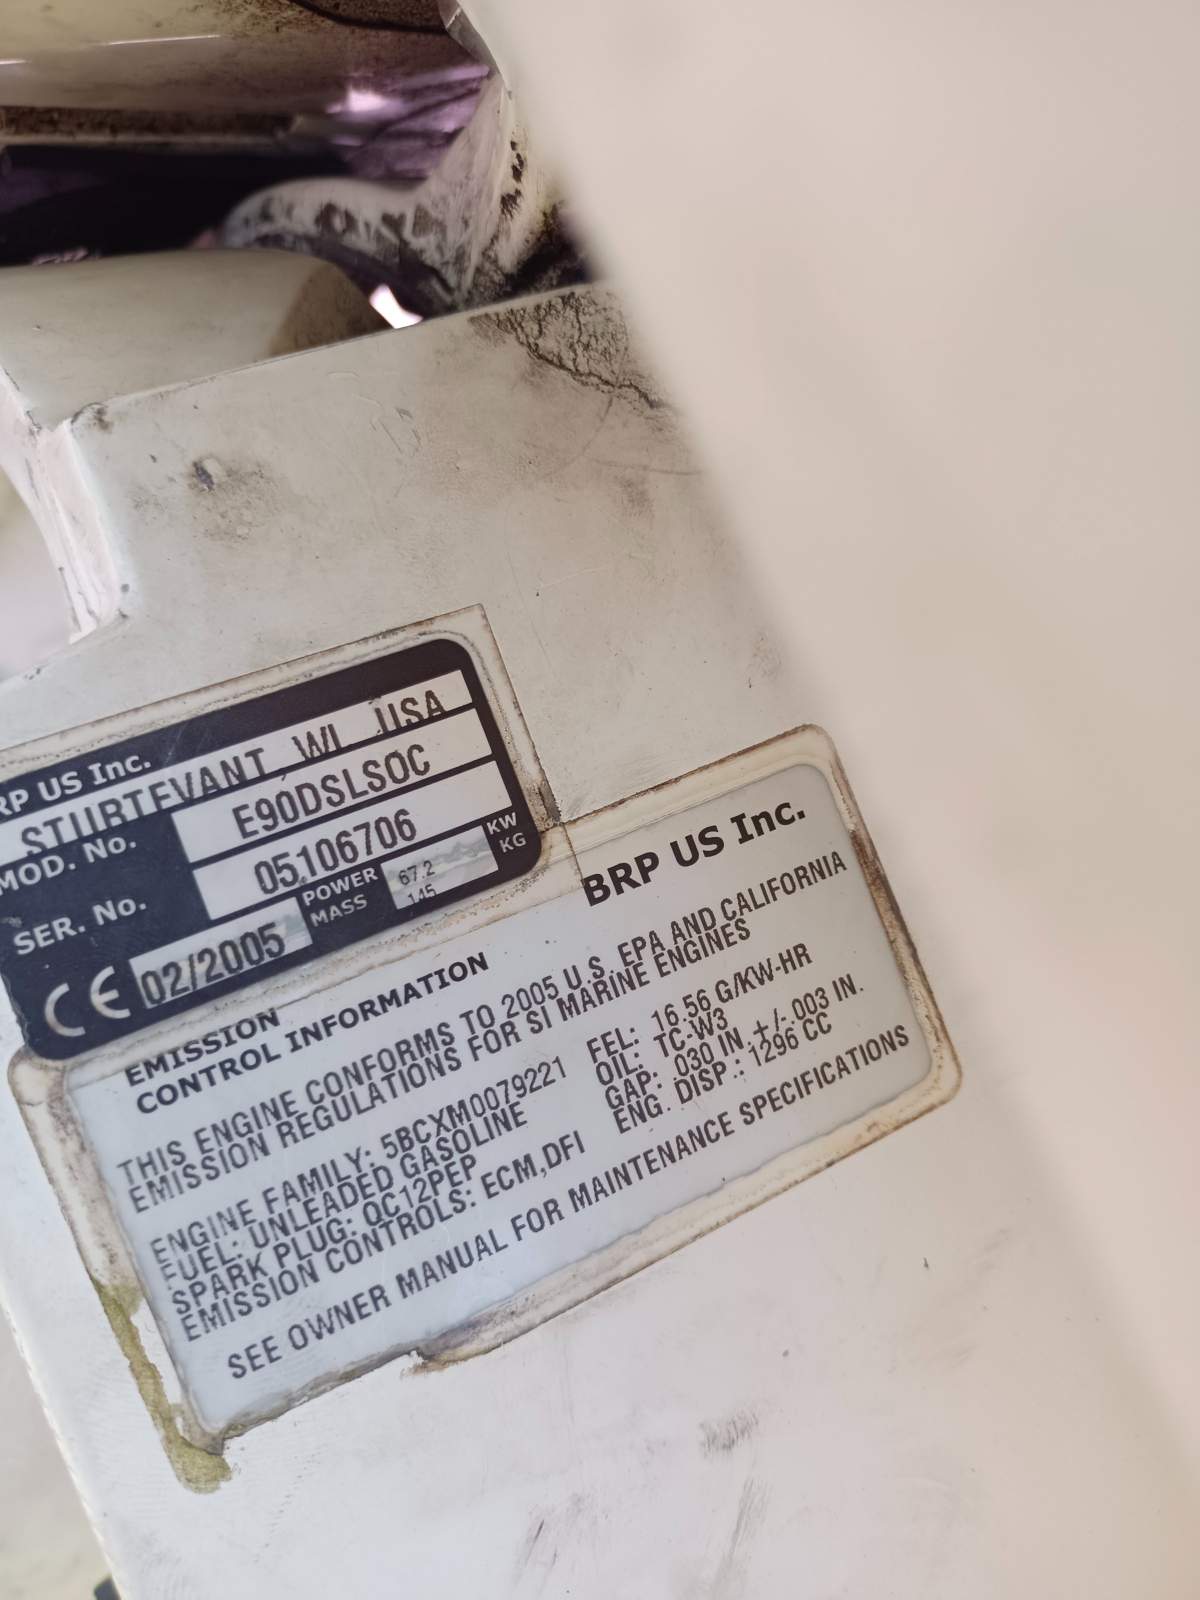 RP US Inc.
STURTEVANT, WI USA
MOD. No. E90DSLSOC
SER. No. 05106706
CE 02/2005 POWER 67.2 KW
MASS 145 KG
EMISSION
CONTROL INFORMATION
BRP US Inc.
THIS ENGINE CONFORMS TO 2005 U.S. EPA AND CALIFORNIA
EMISSION REGULATIONS FOR SI MARINE ENGINES
ENGINE FAMILY: 5BCXM0079221 FEL: 16.56 G/KW-HR
FUEL: UNLEADED GASOLINE OIL: TC-W3
SPARK PLUG: QC12PEP GAP: .030 IN. +/-.003 IN.
EMISSION CONTROLS: ECM,DFI ENG. DISP.: 1296 CC
SEE OWNER MANUAL FOR MAINTENANCE SPECIFICATIONS